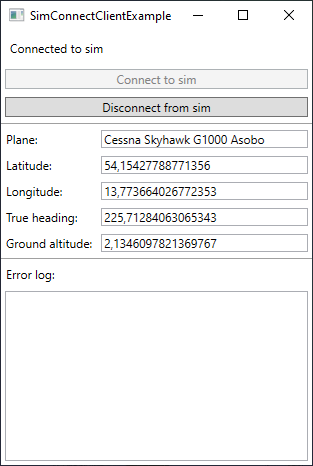 SimConnectClientExample
Connected to sim
Connect to sim
Disconnect from sim
Plane: Cessna Skyhawk G1000 Asobo
Latitude: 54,15427788771356
Longitude: 13,773664026772353
True heading: 225,71284063065343
Ground altitude: 2,1346097821369767
Error log: